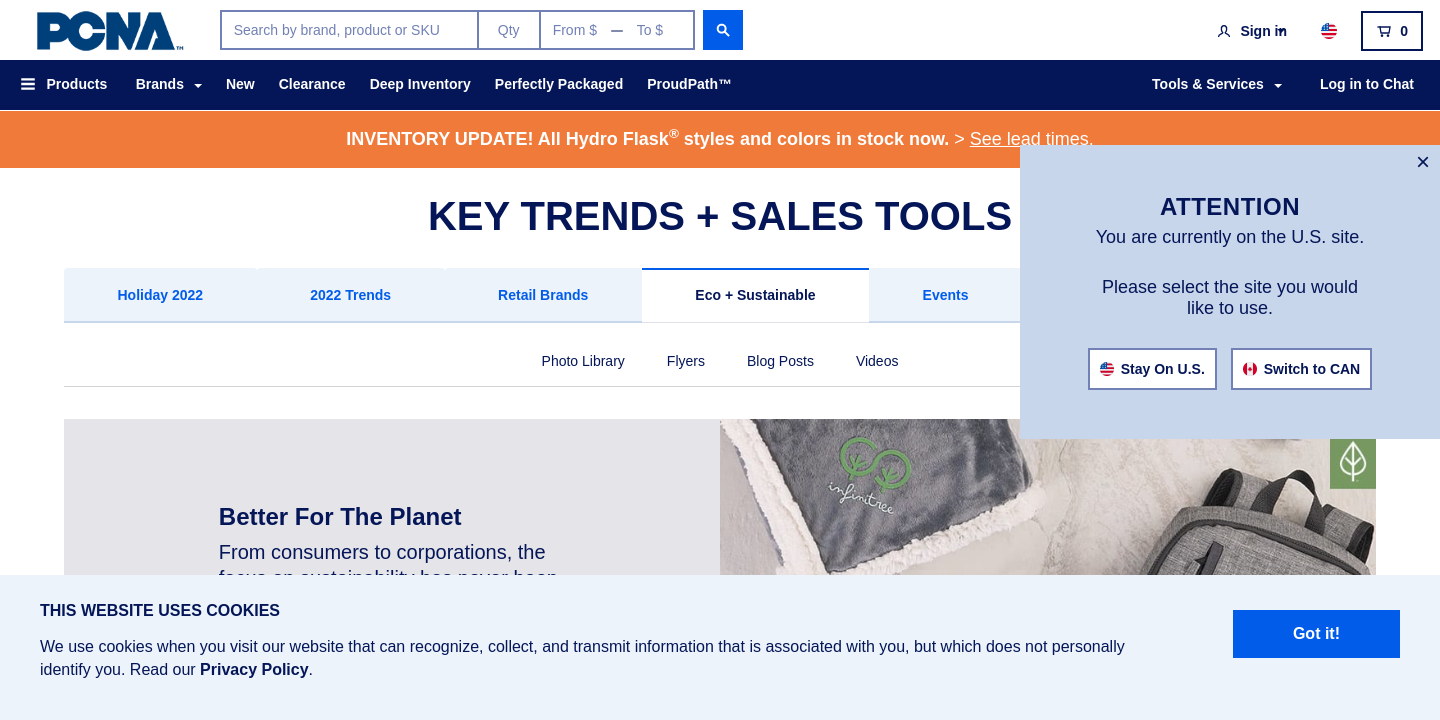 PCNA™
Search by brand, product or SKU
Qty
From $ — To $
Sign in
0
Products
Brands
New
Clearance
Deep Inventory
Perfectly Packaged
ProudPath™
Tools & Services
Log in to Chat
INVENTORY UPDATE! All Hydro Flask® styles and colors in stock now. > See lead times.
KEY TRENDS + SALES TOOLS
Holiday 2022
2022 Trends
Retail Brands
Eco + Sustainable
Events
Photo Library
Flyers
Blog Posts
Videos
ATTENTION
You are currently on the U.S. site.
Please select the site you would
like to use.
Stay On U.S.
Switch to CAN
infinitree
Better For The Planet
From consumers to corporations, the
focus on sustainability has never been
THIS WEBSITE USES COOKIES
We use cookies when you visit our website that can recognize, collect, and transmit information that is associated with you, but which does not personally
identify you. Read our Privacy Policy.
Got it!